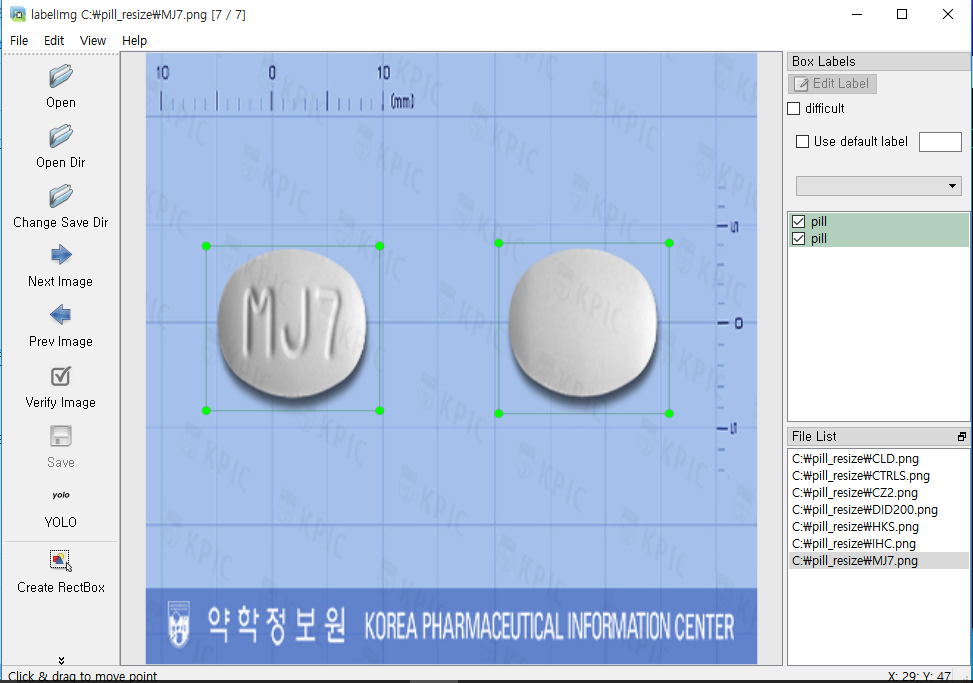 labelImg C:₩pill_resize₩MJ7.png [7 / 7]
File Edit View Help
Open
Open Dir
Change Save Dir
Next Image
Prev Image
Verify Image
Save
yolo
YOLO
Create RectBox
10 0 10
(mm)
5
0
5
MJ7
KPIC
약학정보원 KOREA PHARMACEUTICAL INFORMATION CENTER
Box Labels
Edit Label
difficult
Use default label
pill
pill
File List
C:₩pill_resize₩CLD.png
C:₩pill_resize₩CTRLS.png
C:₩pill_resize₩CZ2.png
C:₩pill_resize₩DID200.png
C:₩pill_resize₩HKS.png
C:₩pill_resize₩IHC.png
C:₩pill_resize₩MJ7.png
Click & drag to move point
X: 29; Y: 47